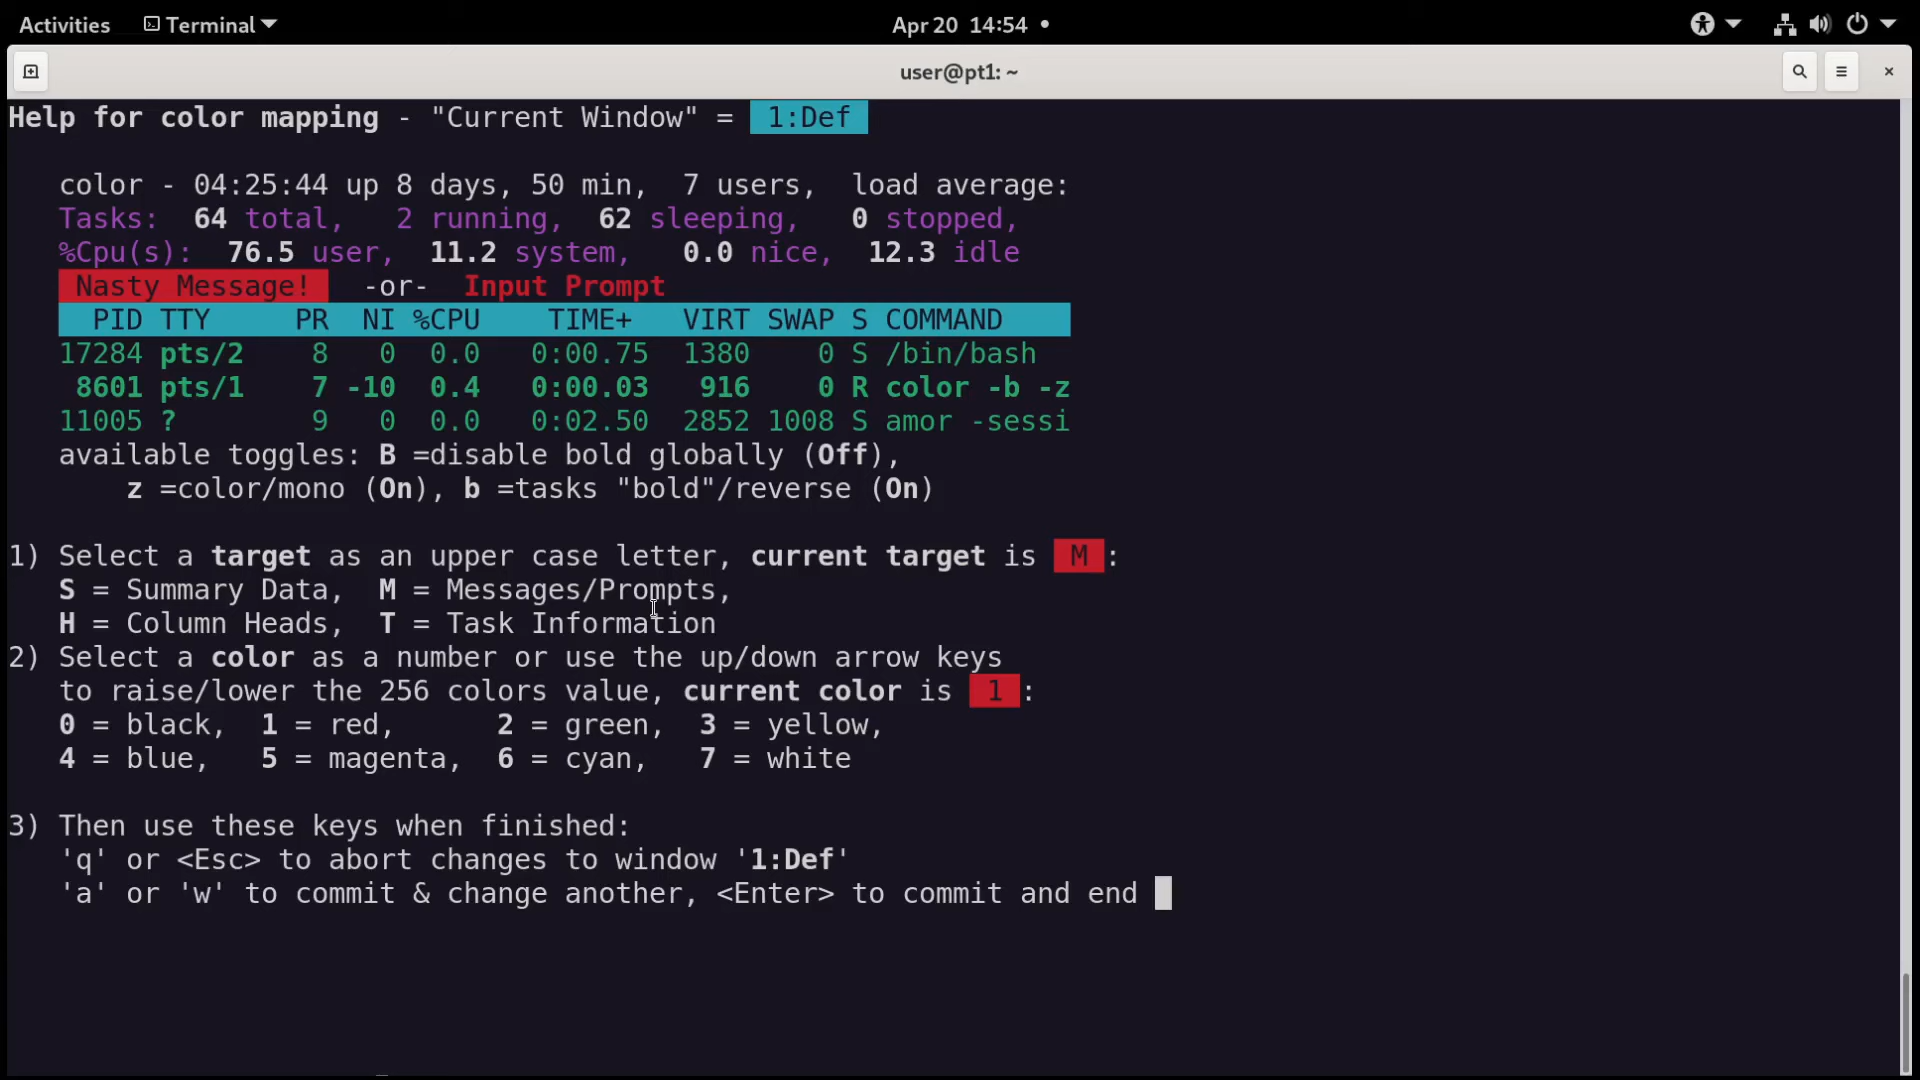 Activities Terminal Apr 20 14:54
user@pt1: ~
Help for color mapping - "Current Window" = 1:Def
color - 04:25:44 up 8 days, 50 min, 7 users, load average:
Tasks: 64 total, 2 running, 62 sleeping, 0 stopped,
%Cpu(s): 76.5 user, 11.2 system, 0.0 nice, 12.3 idle
Nasty Message! -or- Input Prompt
PID TTY PR NI %CPU TIME+ VIRT SWAP S COMMAND
17284 pts/2 8 0 0.0 0:00.75 1380 0 S /bin/bash
8601 pts/1 7 -10 0.4 0:00.03 916 0 R color -b -z
11005 ? 9 0 0.0 0:02.50 2852 1008 S amor -sessi
available toggles: B =disable bold globally (Off),
z =color/mono (On), b =tasks "bold"/reverse (On)
1) Select a target as an upper case letter, current target is M :
S = Summary Data, M = Messages/Prompts,
H = Column Heads, T = Task Information
2) Select a color as a number or use the up/down arrow keys
to raise/lower the 256 colors value, current color is 1 :
0 = black, 1 = red, 2 = green, 3 = yellow,
4 = blue, 5 = magenta, 6 = cyan, 7 = white
3) Then use these keys when finished:
'q' or <Esc> to abort changes to window '1:Def'
'a' or 'w' to commit & change another, <Enter> to commit and end